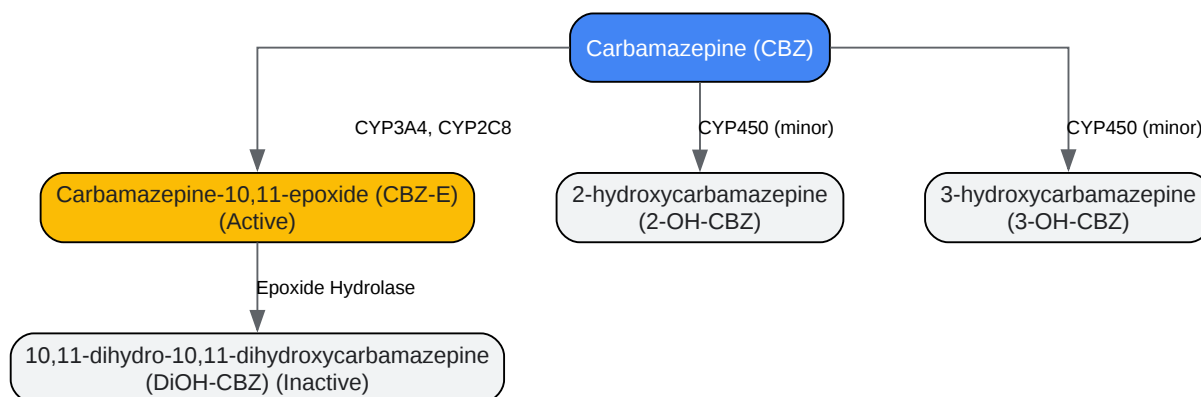 Carbamazepine (CBZ)
CYP3A4, CYP2C8
CYP450 (minor)
CYP450 (minor)
Carbamazepine-10,11-epoxide (CBZ-E)
(Active)
2-hydroxycarbamazepine
(2-OH-CBZ)
3-hydroxycarbamazepine
(3-OH-CBZ)
Epoxide Hydrolase
10,11-dihydro-10,11-dihydroxycarbamazepine
(DiOH-CBZ) (Inactive)